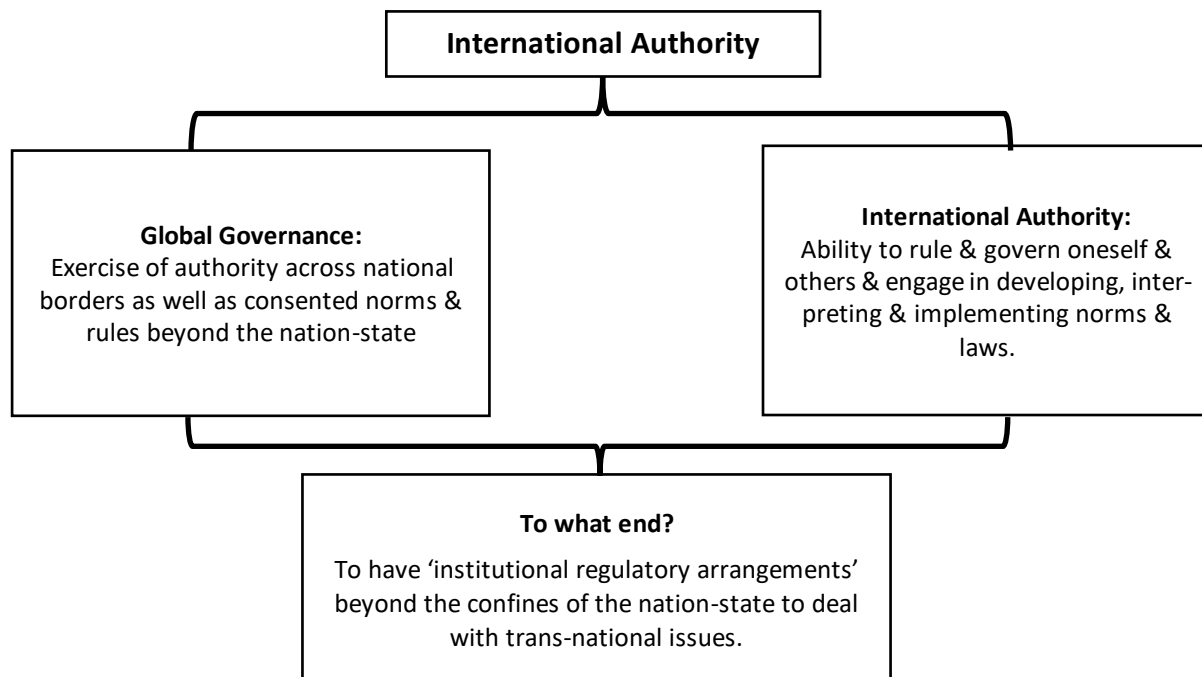 International Authority
Global Governance:
Exercise of authority across national
borders as well as consented norms &
rules beyond the nation-state
International Authority:
Ability to rule & govern oneself &
others & engage in developing, inter-
preting & implementing norms &
laws.
To what end?
To have ‘institutional regulatory arrangements’
beyond the confines of the nation-state to deal
with trans-national issues.